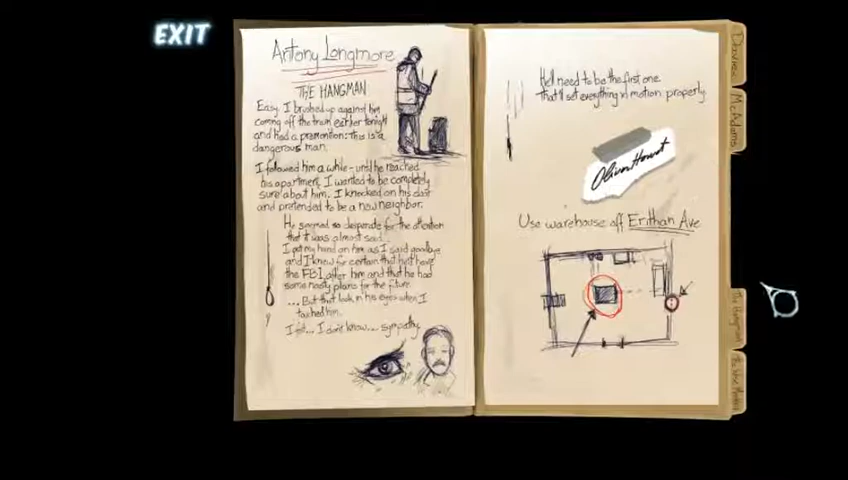 EXIT
Antony Longmore
THE HANGMAN
Easy. I brushed up against him
coming off the train earlier tonight
and had a premonition: This is a
dangerous man.
I followed him a while - until he reached
his apartment. I wanted to be completely
sure about him. I knocked on his door
and pretended to be a new neighbor.
He seemed so desperate for the attention
that it was almost sad...
I put my hand on him as I said goodbye
and I knew for certain that he'll have
the FBI after him and that he had
some nasty plans for the future.
...But that look in his eyes when I
touched him.
I felt... I don't know... sympathy
He'll need to be the first one
that'll set everything in motion properly.
Oliver
Use warehouse off Erithan Ave
McAdams
The Hangman